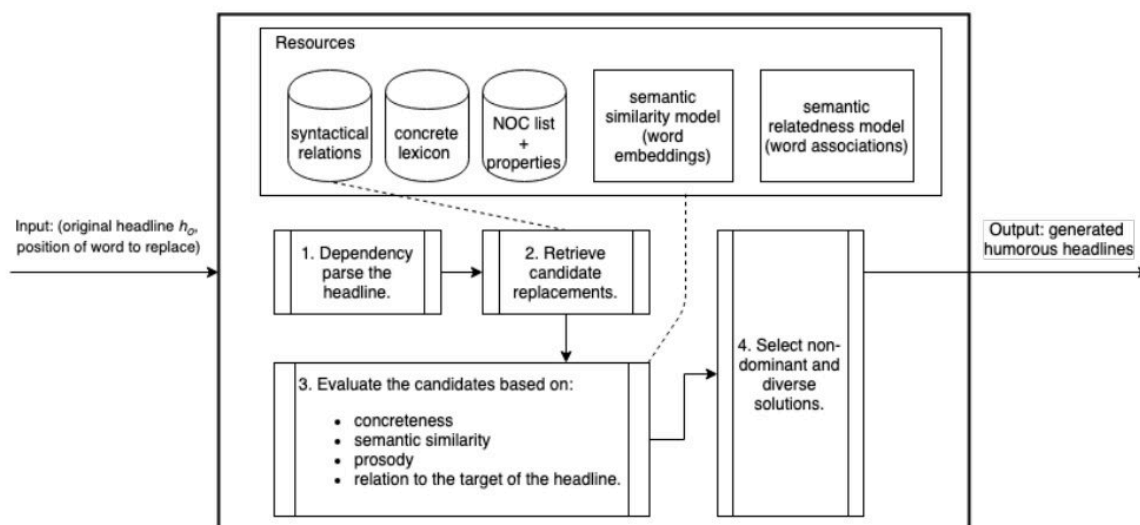 Resources
syntactical
relations
concrete
lexicon
NOC list
+
properties
semantic
similarity model
(word
embeddings)
semantic
relatedness model
(word associations)
Input: (original headline hₒ,
position of word to replace)
1. Dependency
parse the
headline.
2. Retrieve
candidate
replacements.
Output: generated
humorous headlines
3. Evaluate the candidates based on:
• concreteness
• semantic similarity
• prosody
• relation to the target of the headline.
4. Select non-
dominant and
diverse
solutions.